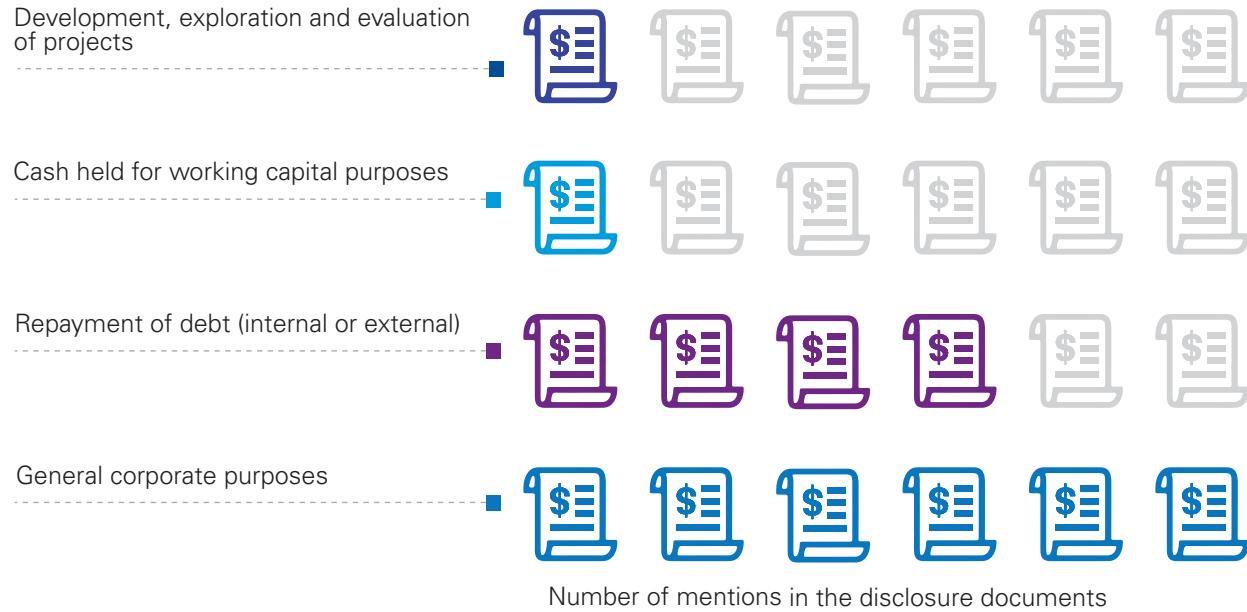 Development, exploration and evaluation
of projects
Cash held for working capital purposes
Repayment of debt (internal or external)
General corporate purposes
Number of mentions in the disclosure documents